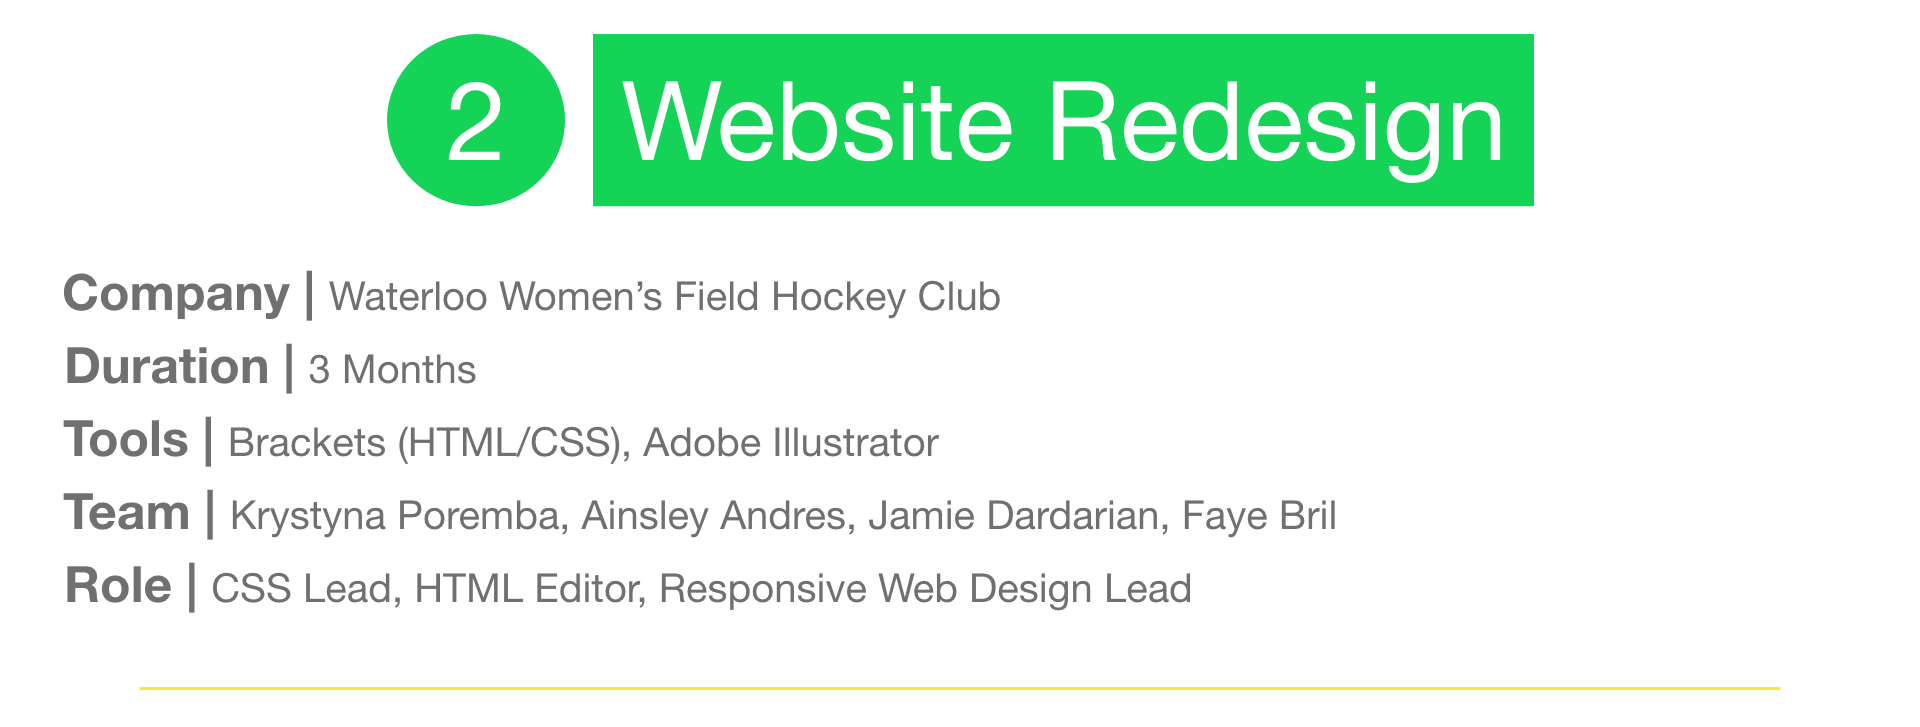 2 Website Redesign
Company | Waterloo Women’s Field Hockey Club
Duration | 3 Months
Tools | Brackets (HTML/CSS), Adobe Illustrator
Team | Krystyna Poremba, Ainsley Andres, Jamie Dardarian, Faye Bril
Role | CSS Lead, HTML Editor, Responsive Web Design Lead